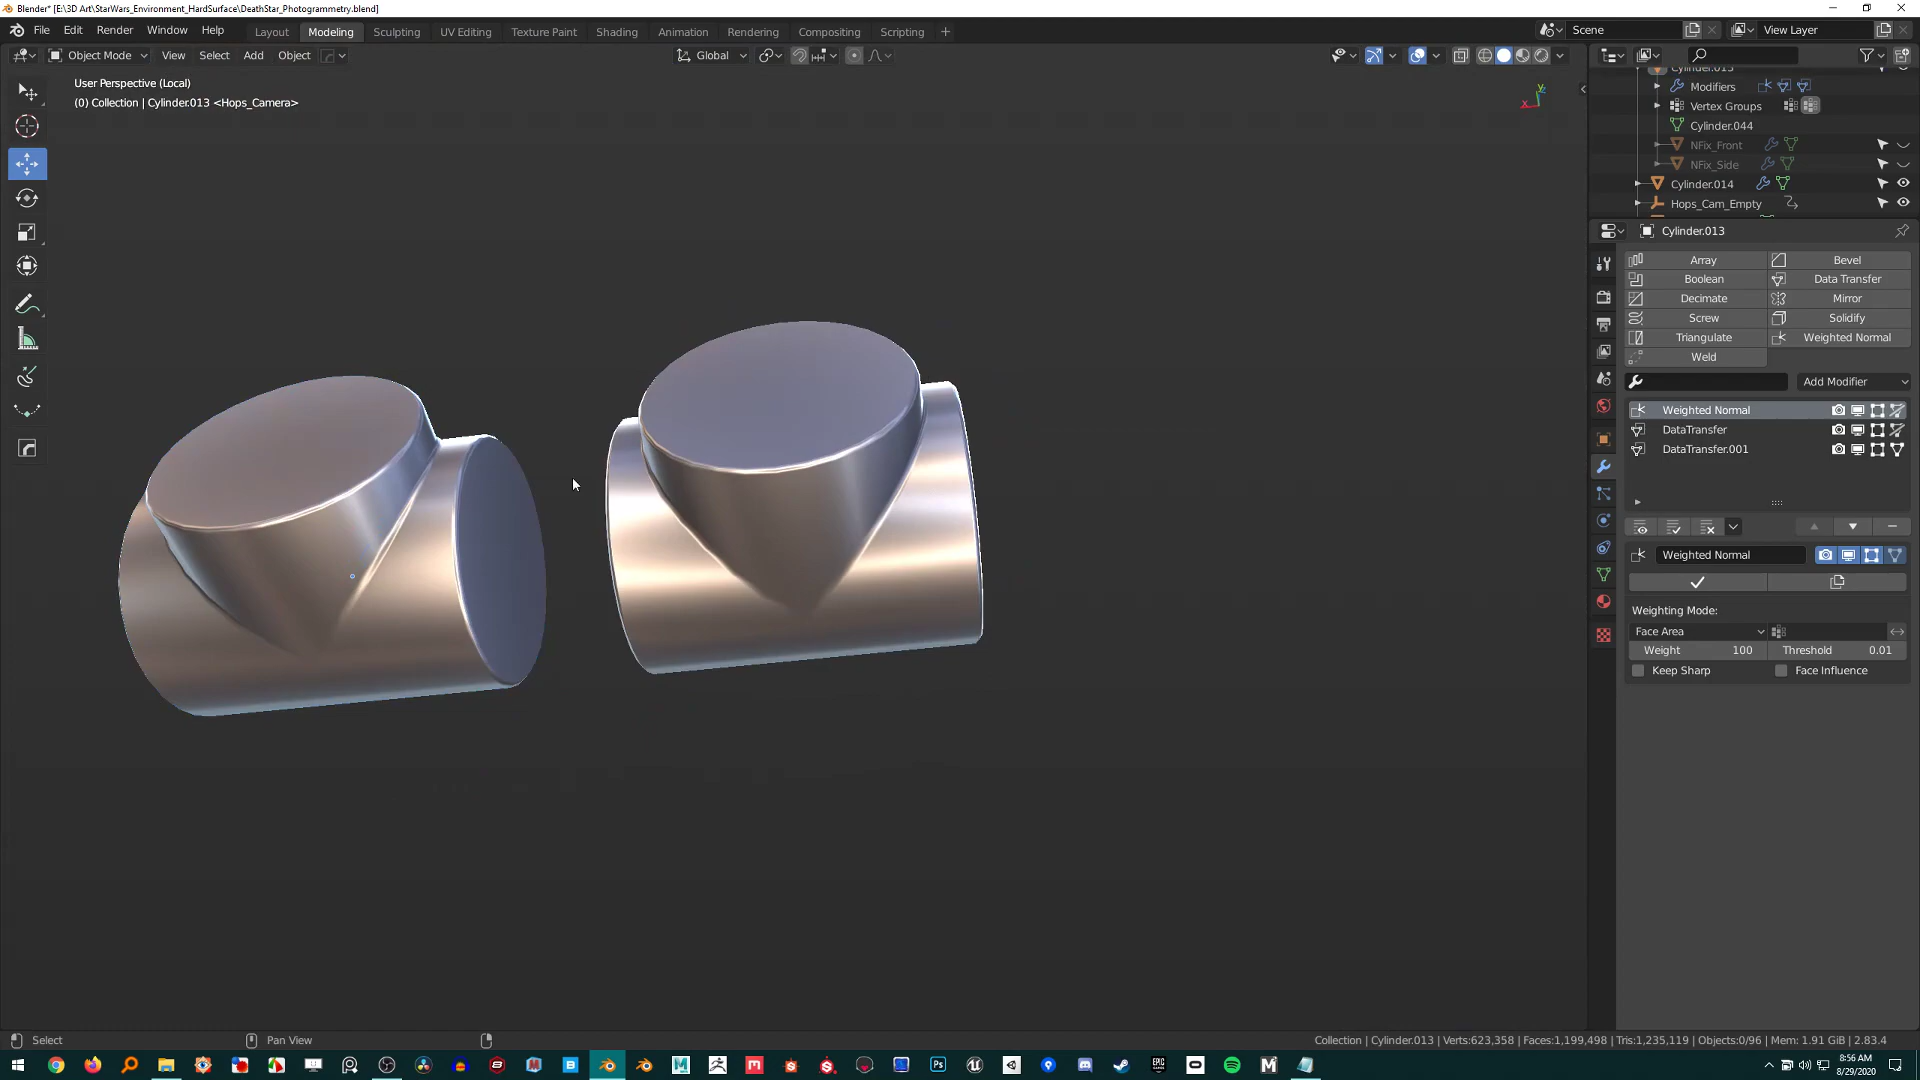 Blender* [E:\3D Art\StarWars_Environment_HardSurface\DeathStar_Photogrammetry.blend]
File Edit Render Window Help Layout Modeling Sculpting UV Editing Texture Paint Shading Animation Rendering Compositing Scripting + Scene View Layer
Object Mode View Select Add Object Global
User Perspective (Local)
(0) Collection | Cylinder.013 <Hops_Camera>
Cylinder.013
Modifiers
Vertex Groups
Cylinder.044
NFix_Front
NFix_Side
Cylinder.014
Hops_Cam_Empty
Cylinder.013
Array Bevel
Boolean Data Transfer
Decimate Mirror
Screw Solidify
Triangulate Weighted Normal
Weld
Add Modifier
Weighted Normal
DataTransfer
DataTransfer.001
Weighted Normal
Weighting Mode:
Face Area
Weight 100 Threshold 0.01
Keep Sharp Face Influence
Select Pan View Collection | Cylinder.013 | Verts:623,358 | Faces:1,199,498 | Tris:1,235,119 | Objects:0/96 | Mem: 1.91 GiB | 2.83.4
8:56 AM
8/29/2020